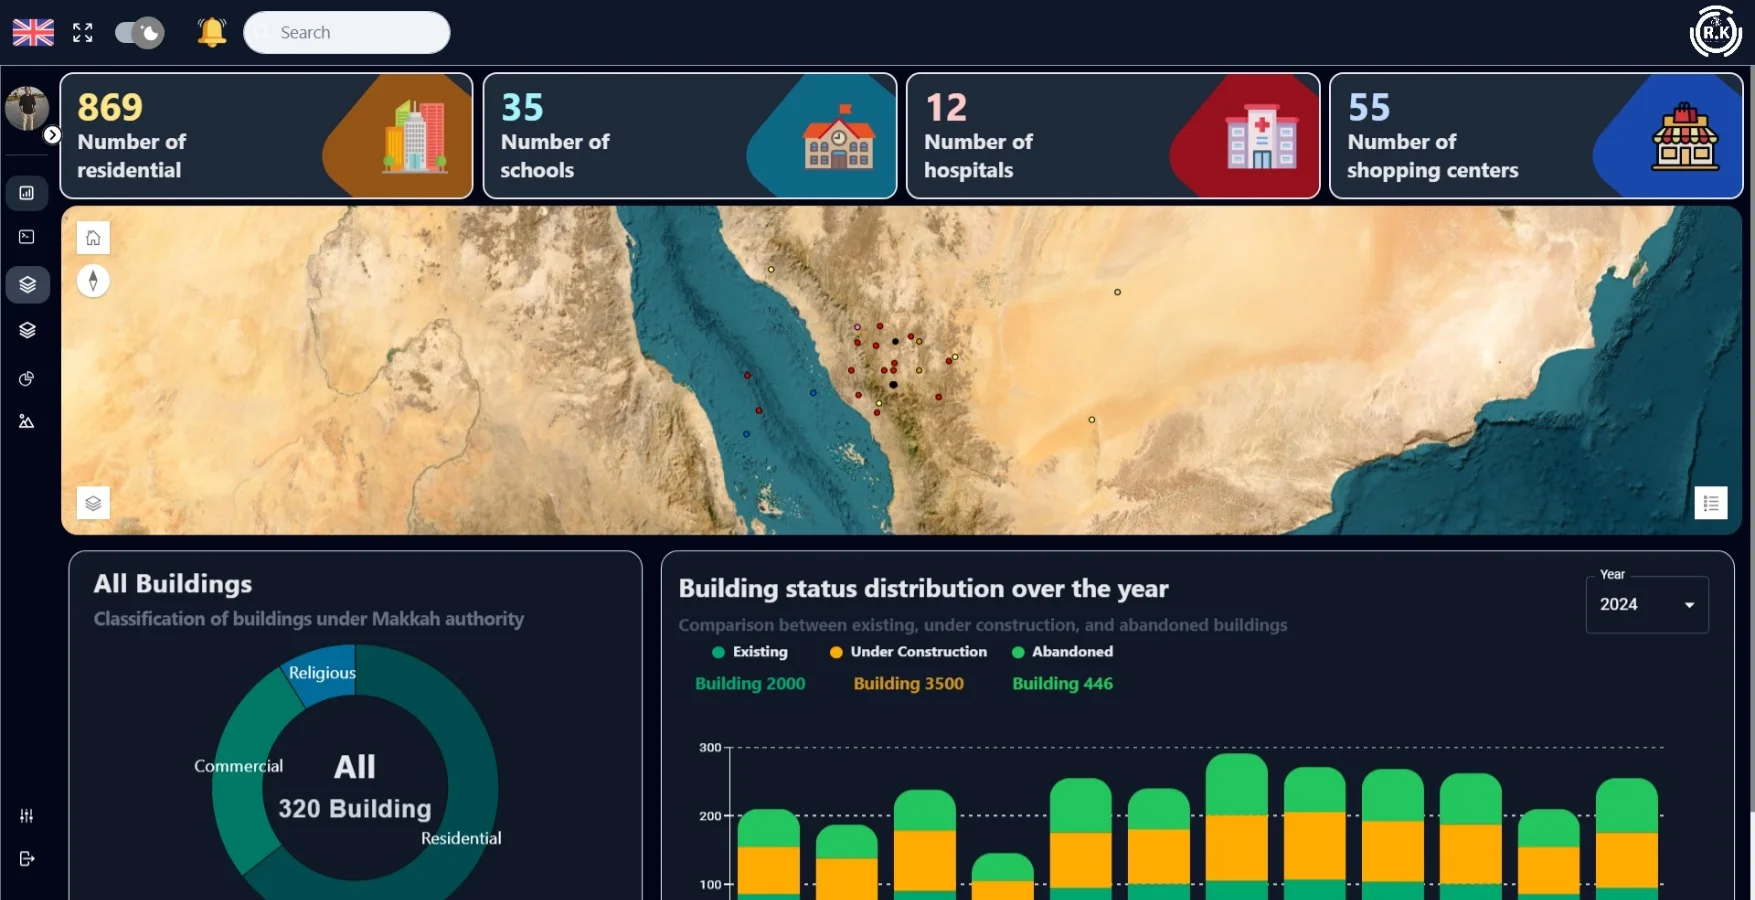 Search
R.K
869
Number of
residential
35
Number of
schools
12
Number of
hospitals
55
Number of
shopping centers
All Buildings
Classification of buildings under Makkah authority
Religious
Commercial
All
320 Building
Residential
Building status distribution over the year
Comparison between existing, under construction, and abandoned buildings
Year
2024
Existing
Under Construction
Abandoned
Building 2000
Building 3500
Building 446
300
200
100